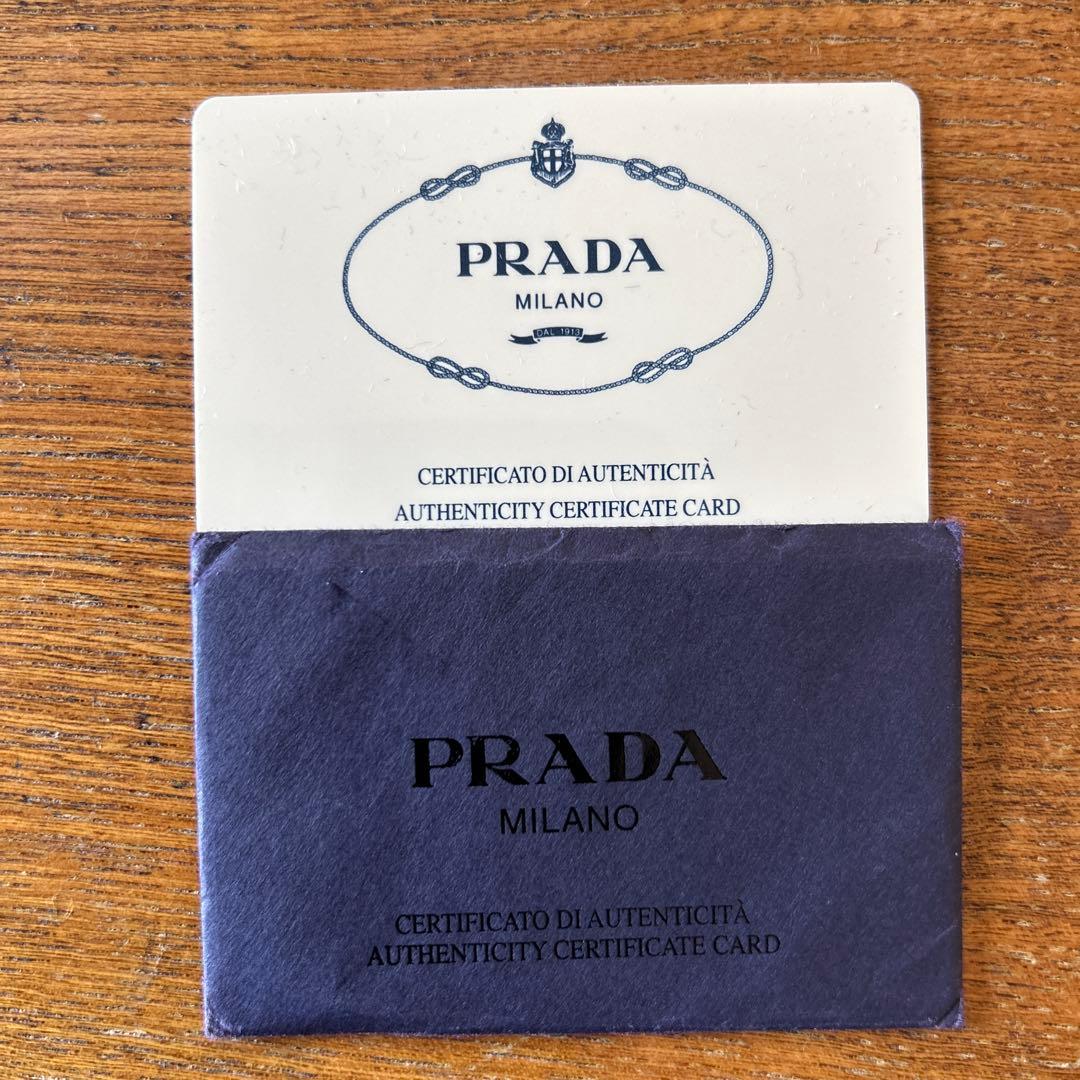 PRADA
MILANO
DAL 1913
CERTIFICATO DI AUTENTICITÀ
AUTHENTICITY CERTIFICATE CARD
PRADA
MILANO
CERTIFICATO DI AUTENTICITÀ
AUTHENTICITY CERTIFICATE CARD